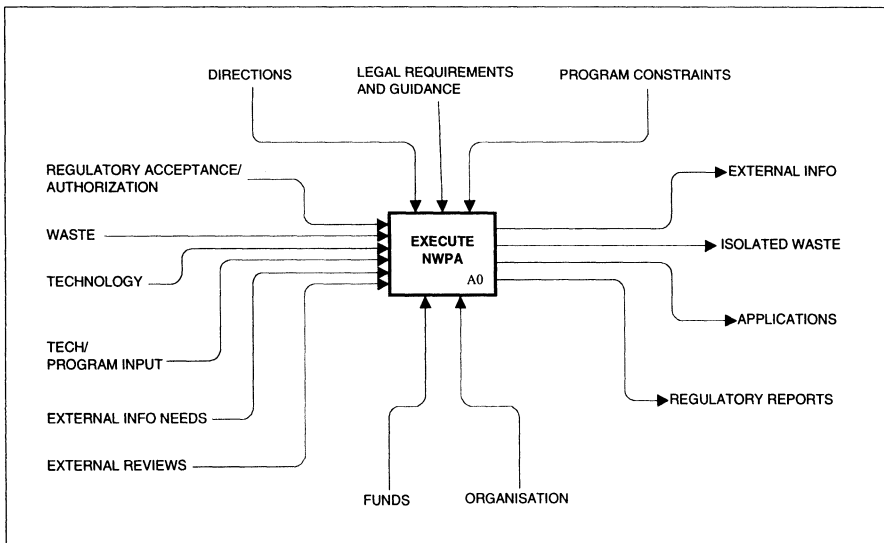 DIRECTIONS
LEGAL REQUIREMENTS
AND GUIDANCE
PROGRAM CONSTRAINTS
REGULATORY ACCEPTANCE/
AUTHORIZATION
WASTE
TECHNOLOGY
TECH/
PROGRAM INPUT
EXTERNAL INFO NEEDS
EXTERNAL REVIEWS
EXECUTE
NWPA
A0
EXTERNAL INFO
ISOLATED WASTE
APPLICATIONS
REGULATORY REPORTS
FUNDS
ORGANISATION